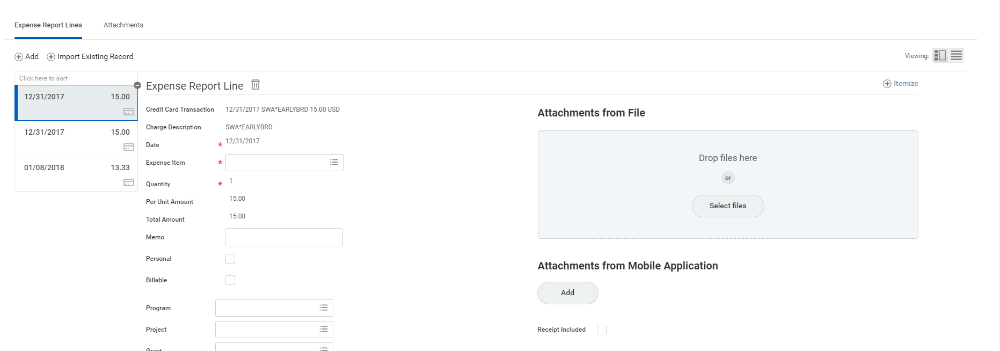 Expense Report Lines Attachments
Add Import Existing Record Viewing:
Click here to sort
12/31/2017 15.00
12/31/2017 15.00
01/08/2018 13.33
Expense Report Line Itemize
Credit Card Transaction 12/31/2017 SWA*EARLYBRD 15.00 USD
Charge Description SWA*EARLYBRD
Date * 12/31/2017
Expense Item *
Quantity * 1
Per Unit Amount 15.00
Total Amount 15.00
Memo
Personal
Billable
Program
Project
Grant
Attachments from File
Drop files here
or
Select files
Attachments from Mobile Application
Add
Receipt Included